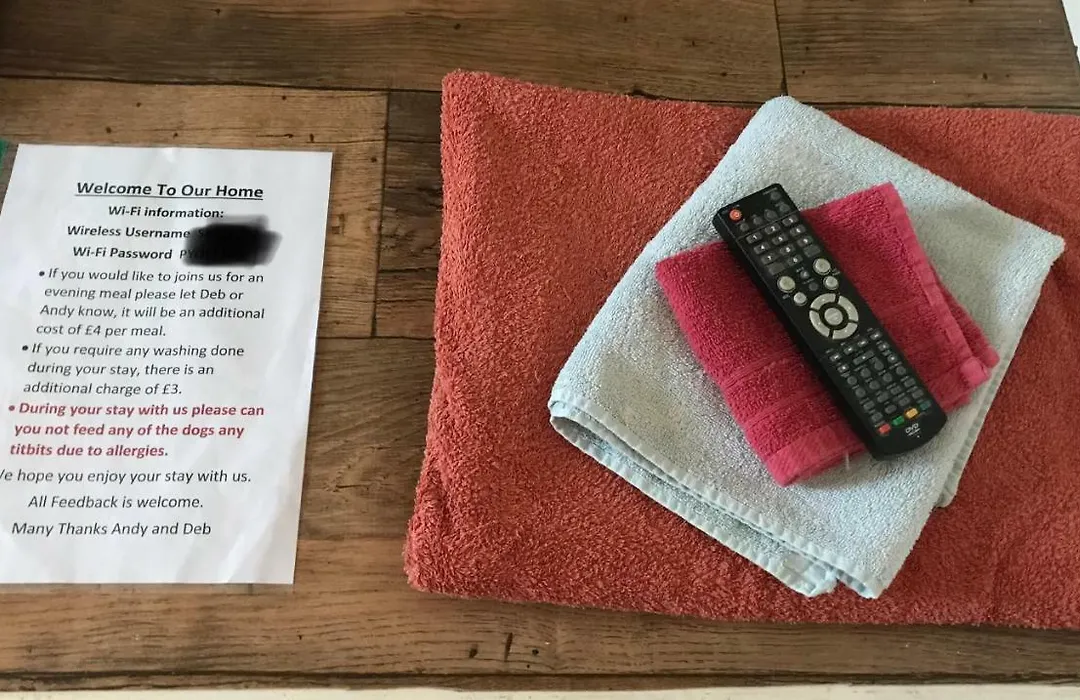 Welcome To Our Home
Wi-Fi information:
Wireless Username
Wi-Fi Password
• If you would like to joins us for an
evening meal please let Deb or
Andy know, it will be an additional
cost of £4 per meal.
• If you require any washing done
during your stay, there is an
additional charge of £3.
• During your stay with us please can
you not feed any of the dogs any
titbits due to allergies.
We hope you enjoy your stay with us.
All Feedback is welcome.
Many Thanks Andy and Deb
DVD